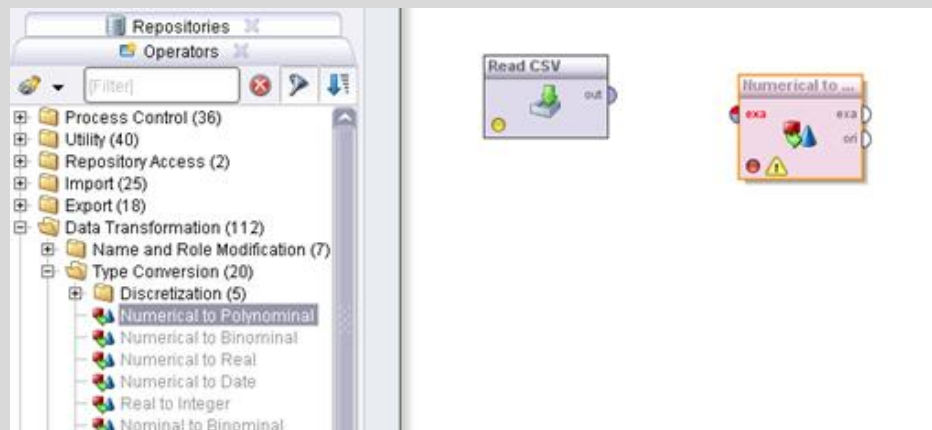 Repositories
Operators
[Filter]
Process Control (36)
Utility (40)
Repository Access (2)
Import (25)
Export (18)
Data Transformation (112)
Name and Role Modification (7)
Type Conversion (20)
Discretization (5)
Numerical to Polynominal
Numerical to Binominal
Numerical to Real
Numerical to Date
Real to Integer
Nominal to Binominal
Read CSV
out
Numerical to ...
exa exa
ori